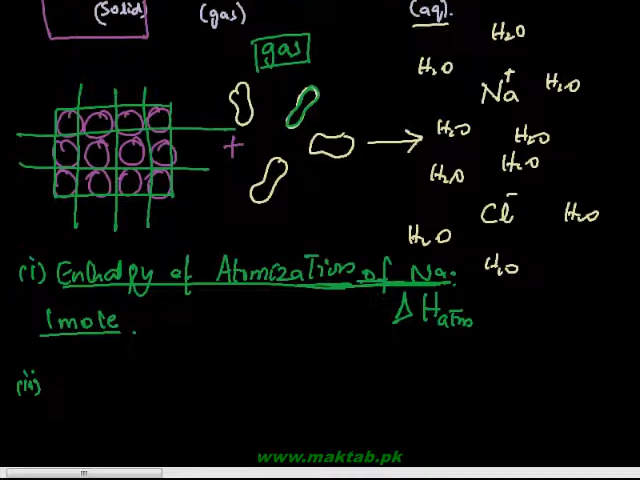 (Solid) (gas) (aq).
gas
H₂O
H₂O
Na⁺ H₂O
+
H₂O H₂O
H₂O H₂O
Cl⁻ H₂O
H₂O
H₂O
(i) Enthalpy of Atomization of Na.
ΔHatm
1 mole.
(ii)
www.maktab.pk